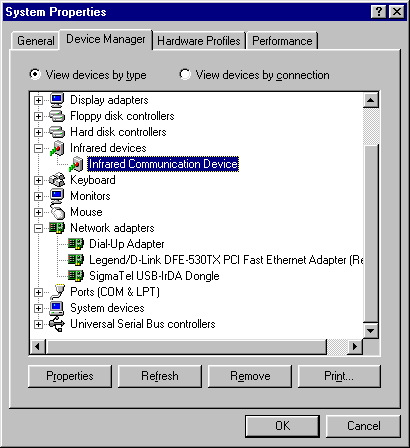 System Properties
General Device Manager Hardware Profiles Performance
View devices by type View devices by connection
Display adapters
Floppy disk controllers
Hard disk controllers
Infrared devices
Infrared Communication Device
Keyboard
Monitors
Mouse
Network adapters
Dial-Up Adapter
Legend/D-Link DFE-530TX PCI Fast Ethernet Adapter (Re
SigmaTel USB-IrDA Dongle
Ports (COM & LPT)
System devices
Universal Serial Bus controllers
Properties Refresh Remove Print...
OK Cancel